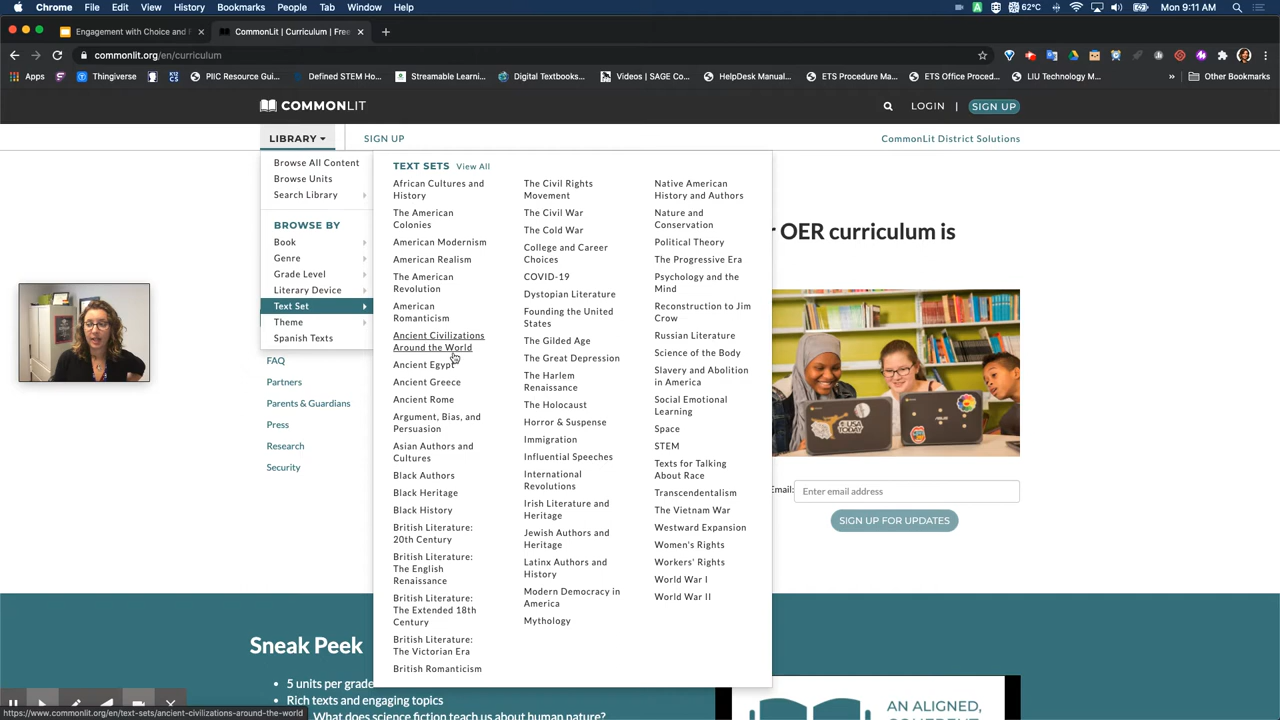 Chrome File Edit View History Bookmarks People Tab Window Help
62°C
Mon 9:11 AM
Engagement with Choice and F
CommonLit | Curriculum | Free
commonlit.org/en/curriculum
Apps
Thingiverse
PIIC Resource Gui...
Defined STEM Ho...
Streamable Learnin...
Digital Textbooks...
Videos | SAGE Co...
HelpDesk Manual...
ETS Procedure Ma...
ETS Office Proced...
LIU Technology M...
»
Other Bookmarks
COMMONLIT
LOGIN | SIGN UP
LIBRARY
SIGN UP
CommonLit District Solutions
Browse All Content
Browse Units
Search Library
BROWSE BY
Book
Genre
Grade Level
Literary Device
Text Set
Theme
Spanish Texts
FAQ
Partners
Parents & Guardians
Press
Research
Security
TEXT SETS View All
African Cultures and
History
The American
Colonies
American Modernism
American Realism
The American
Revolution
American
Romanticism
Ancient Civilizations
Around the World
Ancient Egypt
Ancient Greece
Ancient Rome
Argument, Bias, and
Persuasion
Asian Authors and
Cultures
Black Authors
Black Heritage
Black History
British Literature:
20th Century
British Literature:
The English
Renaissance
British Literature:
The Extended 18th
Century
British Literature:
The Victorian Era
British Romanticism
The Civil Rights
Movement
The Civil War
The Cold War
College and Career
Choices
COVID-19
Dystopian Literature
Founding the United
States
The Gilded Age
The Great Depression
The Harlem
Renaissance
The Holocaust
Horror & Suspense
Immigration
Influential Speeches
International
Revolutions
Irish Literature and
Heritage
Jewish Authors and
Heritage
Latinx Authors and
History
Modern Democracy in
America
Mythology
Native American
History and Authors
Nature and
Conservation
Political Theory
The Progressive Era
Psychology and the
Mind
Reconstruction to Jim
Crow
Russian Literature
Science of the Body
Slavery and Abolition
in America
Social Emotional
Learning
Space
STEM
Texts for Talking
About Race
Transcendentalism
The Vietnam War
Westward Expansion
Women's Rights
Workers' Rights
World War I
World War II
r OER curriculum is
Email: Enter email address
SIGN UP FOR UPDATES
Sneak Peek
5 units per grade
Rich texts and engaging topics
What does science fiction teach us about human nature?
AN ALIGNED,
COHERENT
https://www.commonlit.org/en/text-sets/ancient-civilizations-around-the-world